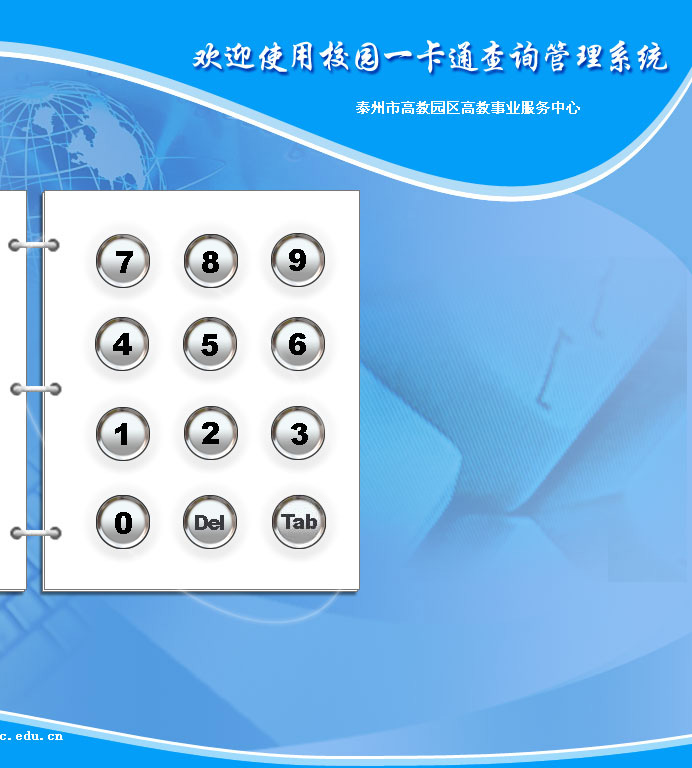 欢迎使用校园一卡通查询管理系统
泰州市高教园区高教事业服务中心
7 8 9
4 5 6
1 2 3
0 Del Tab
c.edu.cn